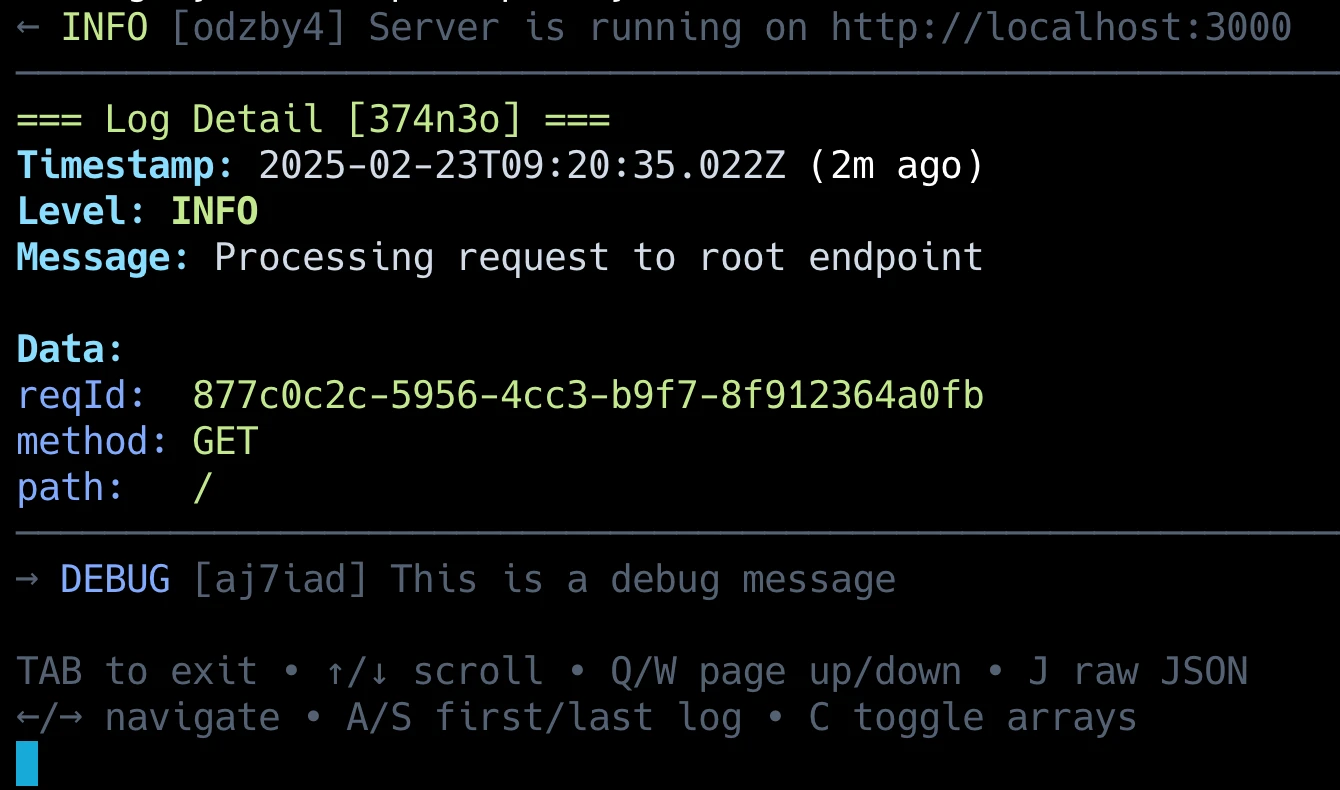 ← INFO [odzby4] Server is running on http://localhost:3000
=== Log Detail [374n3o] ===
Timestamp: 2025-02-23T09:20:35.022Z (2m ago)
Level: INFO
Message: Processing request to root endpoint
Data:
reqId: 877c0c2c-5956-4cc3-b9f7-8f912364a0fb
method: GET
path: /
→ DEBUG [aj7iad] This is a debug message
TAB to exit • ↑/↓ scroll • Q/W page up/down • J raw JSON
←/→ navigate • A/S first/last log • C toggle arrays